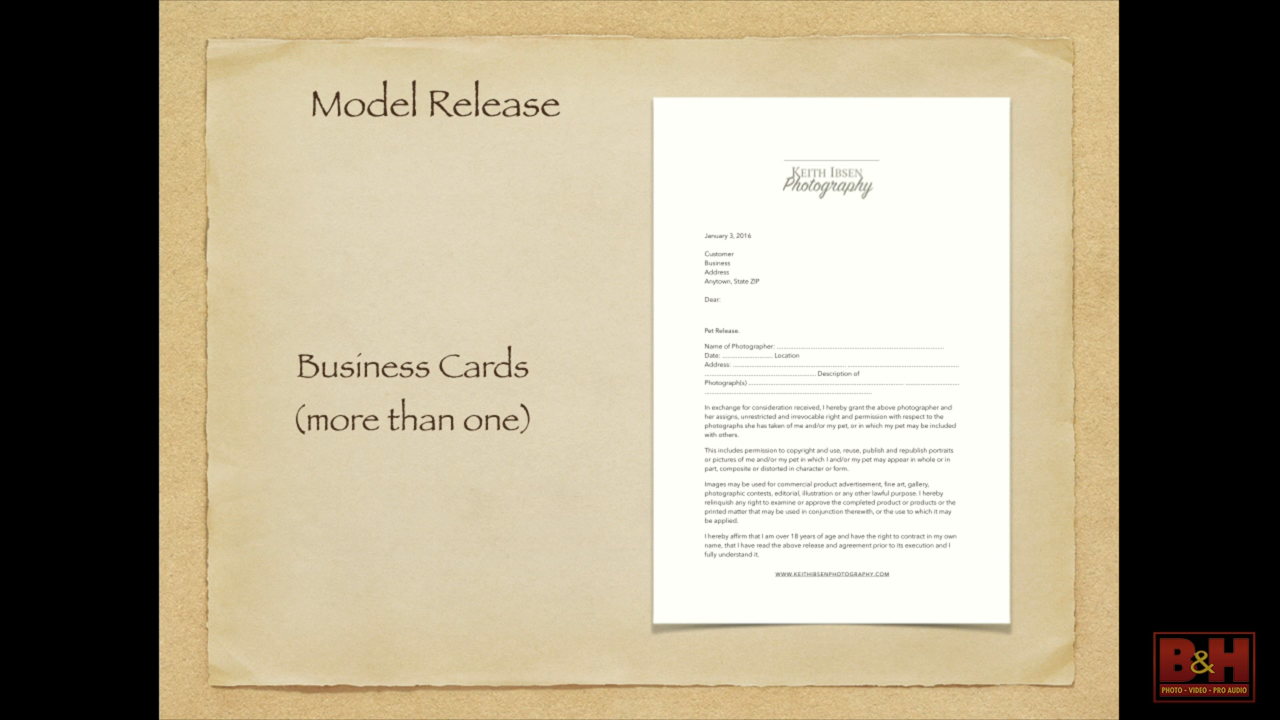 Model Release
Business Cards
(more than one)
KEITH IBSEN
Photography
January 3, 2016
Customer
Business
Address
Anytown, State ZIP
Dear:
Pet Release.
Name of Photographer: ................................................................
Date: ...................... Location
Address: ................................................................
................................................ Description of
Photograph(s) ................................................................
................................................................
In exchange for consideration received, I hereby grant the above photographer and
her assigns, unrestricted and irrevocable right and permission with respect to the
photographs she has taken of me and/or my pet, or in which my pet may be included
with others.
This includes permission to copyright and use, reuse, publish and republish portraits
or pictures of me and/or my pet in which I and/or my pet may appear in whole or in
part, composite or distorted in character or form.
Images may be used for commercial product advertisement, fine art, gallery,
photographic contests, editorial, illustration or any other lawful purpose. I hereby
relinquish any right to examine or approve the completed product or products or the
printed matter that may be used in conjunction therewith, or the use to which it may
be applied.
I hereby affirm that I am over 18 years of age and have the right to contract in my own
name, that I have read the above release and agreement prior to its execution and I
fully understand it.
WWW.KEITHIBSENPHOTOGRAPHY.COM
B&H
PHOTO • VIDEO • PRO AUDIO